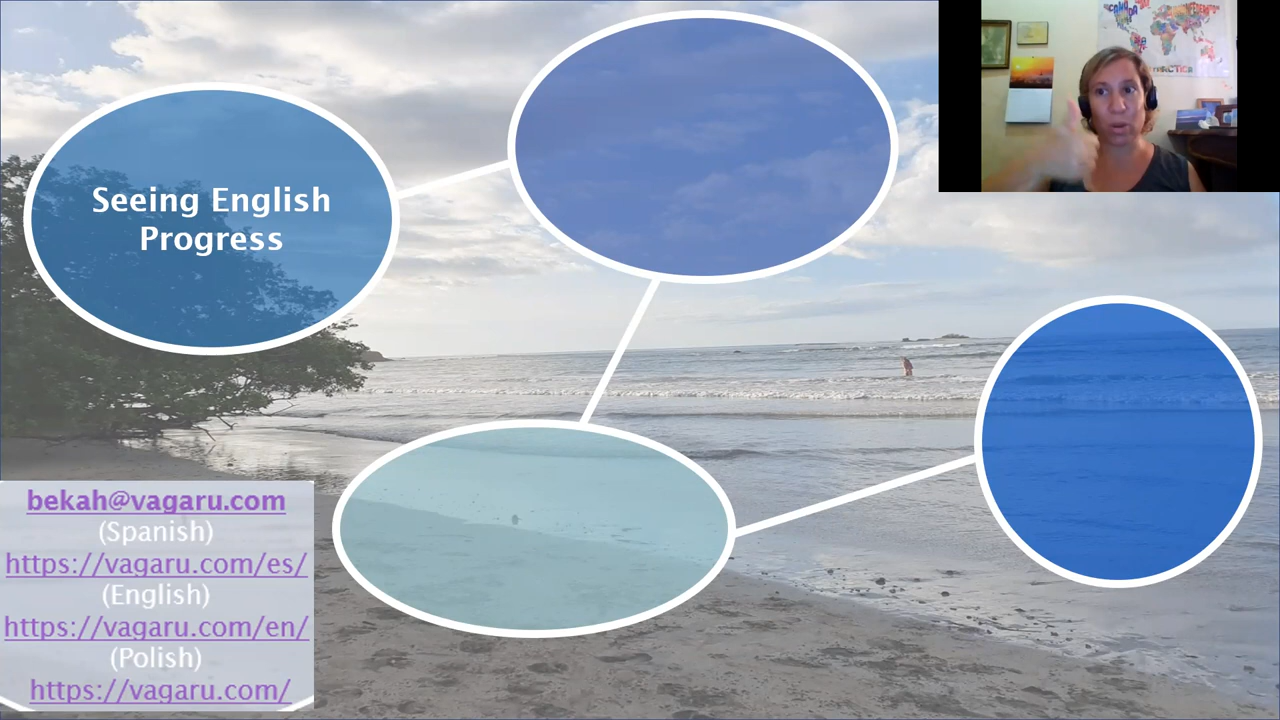 Seeing English
Progress
bekah@vagaru.com
(Spanish)
https://vagaru.com/es/
(English)
https://vagaru.com/en/
(Polish)
https://vagaru.com/